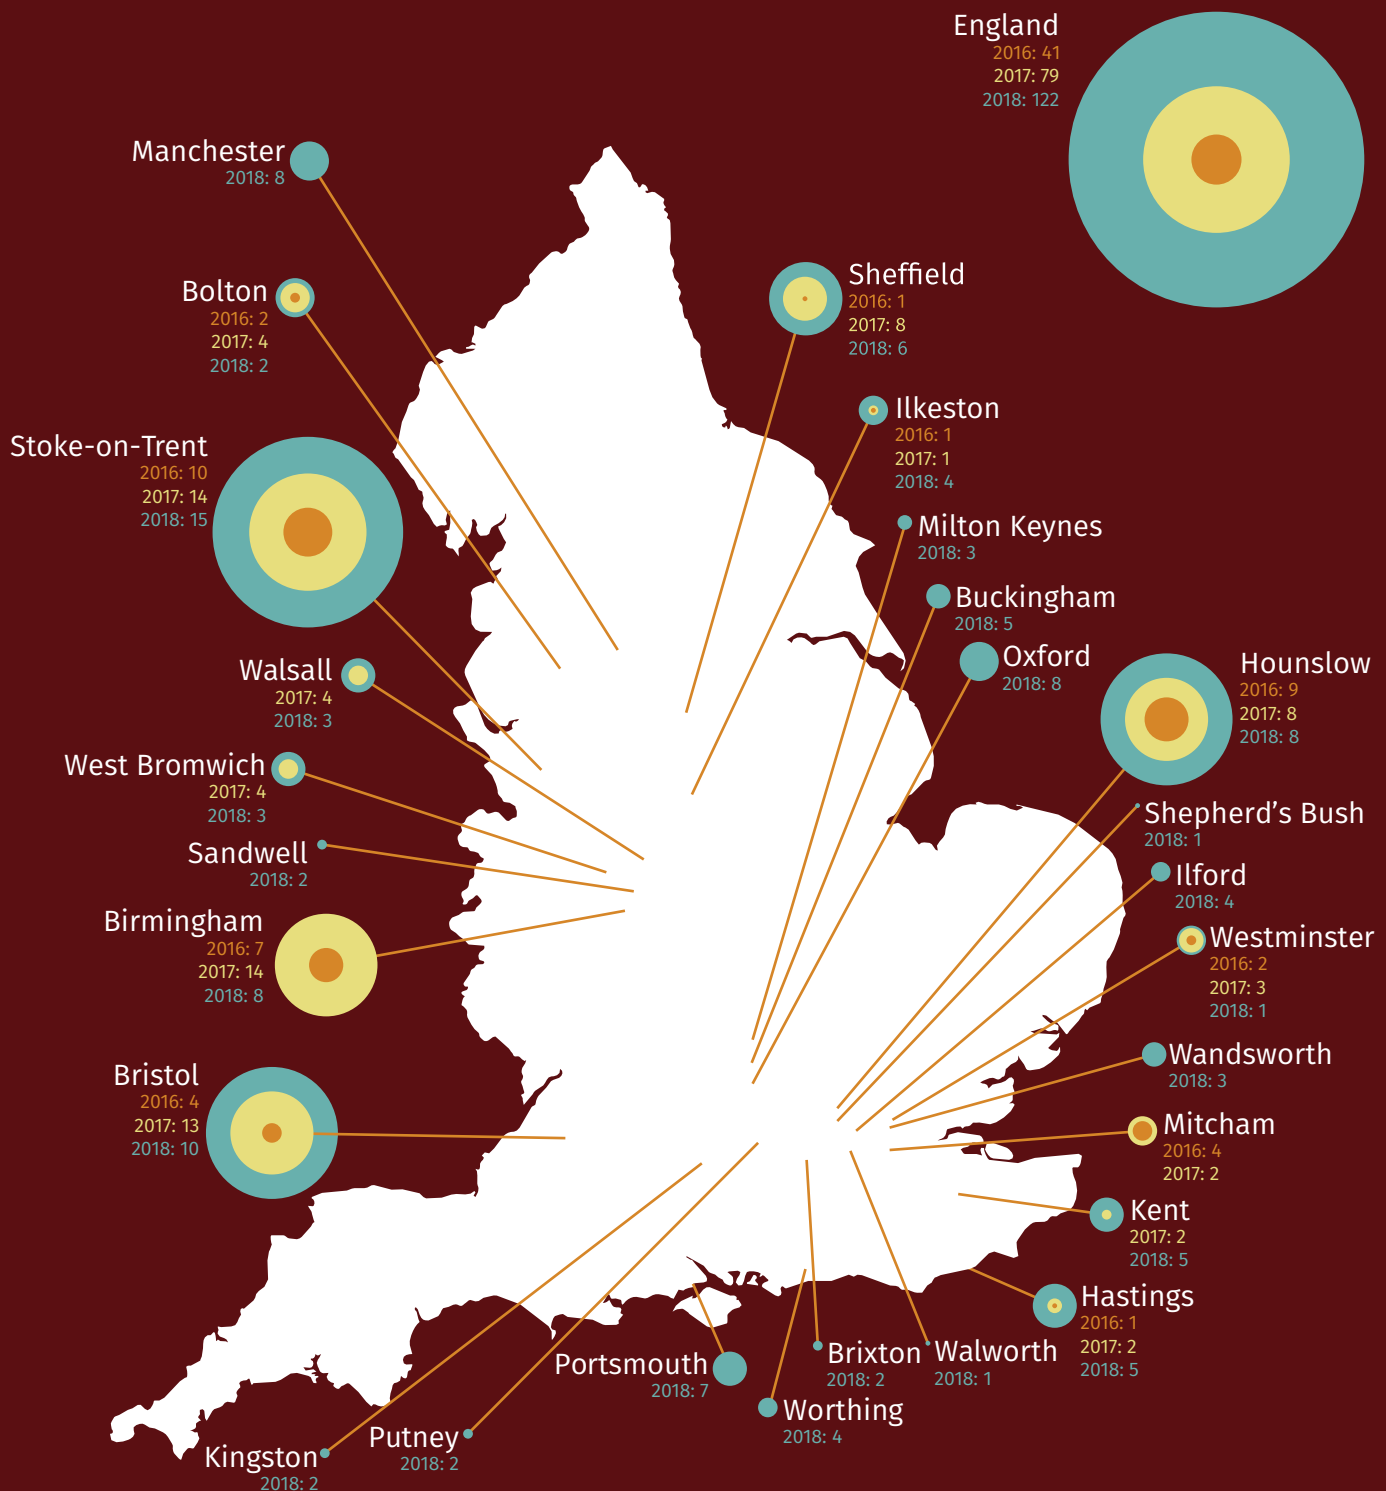 England
2016: 41
2017: 79
2018: 122
Manchester
2018: 8
Bolton
2016: 2
2017: 4
2018: 2
Sheffield
2016: 1
2017: 8
2018: 6
Ilkeston
2016: 1
2017: 1
2018: 4
Stoke-on-Trent
2016: 10
2017: 14
2018: 15
Milton Keynes
2018: 3
Buckingham
2018: 5
Oxford
2018: 8
Hounslow
2016: 9
2017: 8
2018: 8
Walsall
2017: 4
2018: 3
West Bromwich
2017: 4
2018: 3
Shepherd's Bush
2018: 1
Sandwell
2018: 2
Ilford
2018: 4
Birmingham
2016: 7
2017: 14
2018: 8
Westminster
2016: 2
2017: 3
2018: 1
Wandsworth
2018: 3
Bristol
2016: 4
2017: 13
2018: 10
Mitcham
2016: 4
2017: 2
Kent
2017: 2
2018: 5
Hastings
2016: 1
2017: 2
2018: 5
Portsmouth
2018: 7
Brixton
2018: 2
Walworth
2018: 1
Worthing
2018: 4
Putney
2018: 2
Kingston
2018: 2